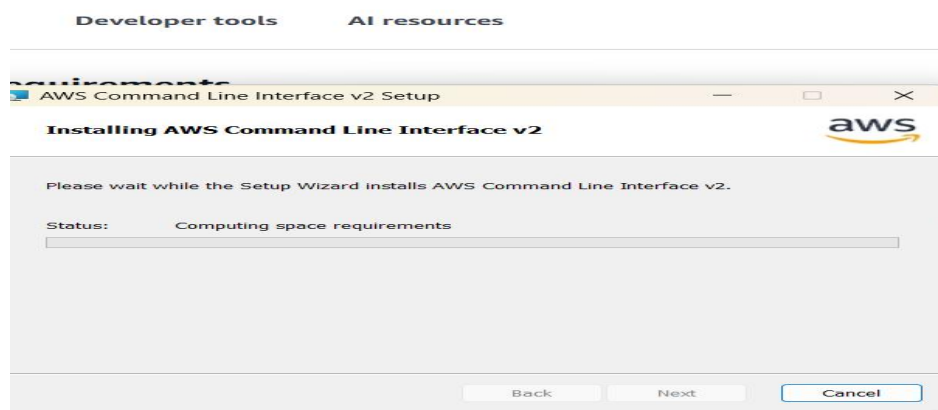 Developer tools AI resources
equirements
AWS Command Line Interface v2 Setup
Installing AWS Command Line Interface v2
aws
Please wait while the Setup Wizard installs AWS Command Line Interface v2.
Status: Computing space requirements
Back Next Cancel